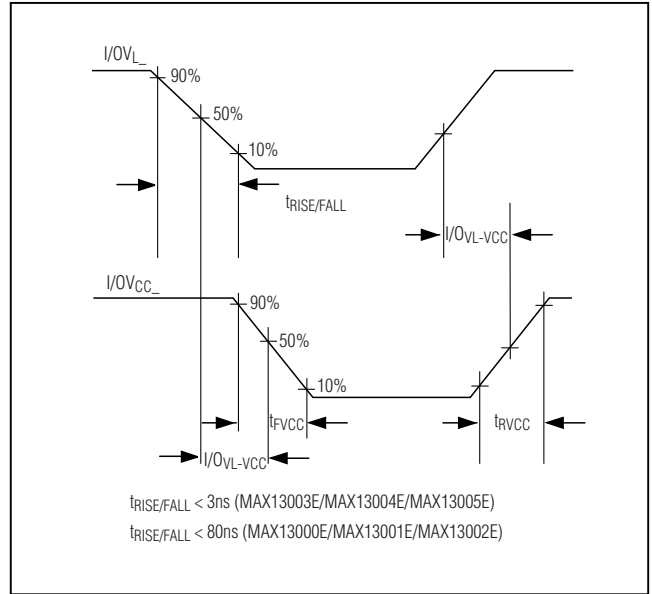 I/OVL_
90%
50%
10%
tRISE/FALL
I/OVL-VCC
I/OVCC_
90%
50%
10%
tFVCC
tRVCC
I/OVL-VCC
tRISE/FALL < 3ns (MAX13003E/MAX13004E/MAX13005E)
tRISE/FALL < 80ns (MAX13000E/MAX13001E/MAX13002E)